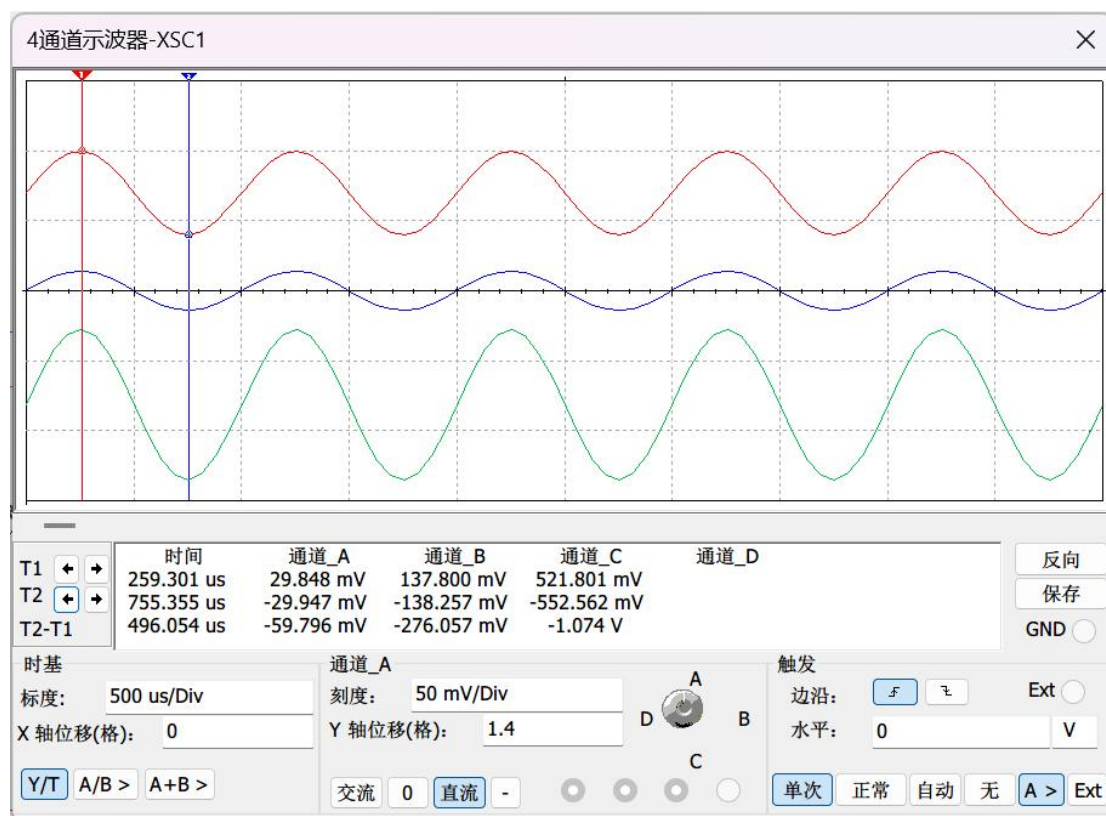 4通道示波器-XSC1
1
2
时间 通道_A 通道_B 通道_C 通道_D
T1 259.301 us 29.848 mV 137.800 mV 521.801 mV
T2 755.355 us -29.947 mV -138.257 mV -552.562 mV
T2-T1 496.054 us -59.796 mV -276.057 mV -1.074 V
反向
保存
GND
时基
标度: 500 us/Div
X 轴位移(格): 0
Y/T A/B > A+B >
通道_A
刻度: 50 mV/Div
Y 轴位移(格): 1.4
交流 0 直流 -
A
D B
C
触发
边沿: Ext
水平: 0 V
单次 正常 自动 无 A > Ext